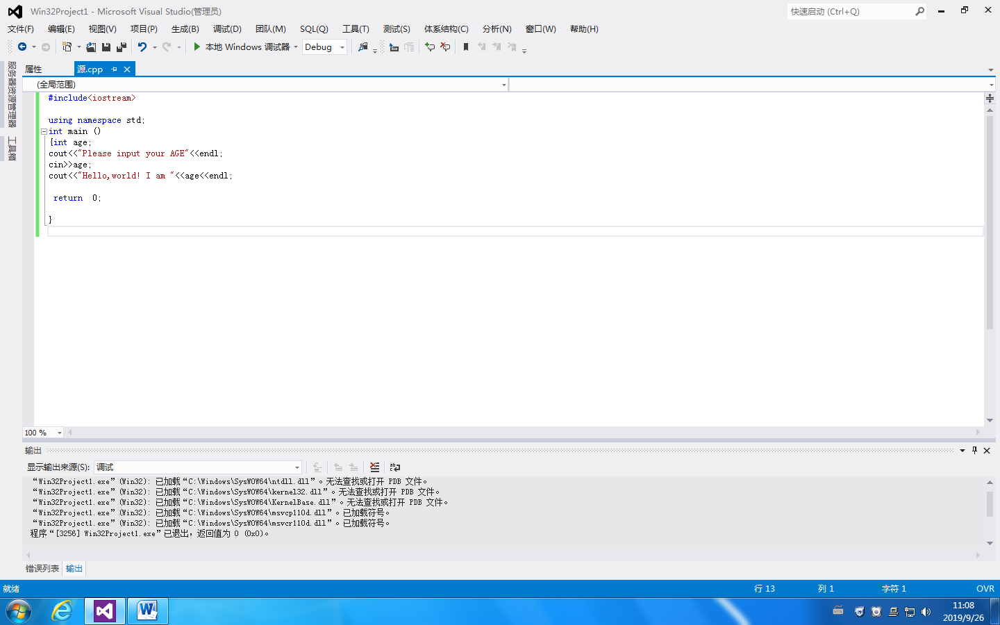 Win32Project1 - Microsoft Visual Studio(管理员)
快速启动 (Ctrl+Q)
文件(F) 编辑(E) 视图(V) 项目(P) 生成(B) 调试(D) 团队(M) SQL(Q) 工具(T) 测试(S) 体系结构(C) 分析(N) 窗口(W) 帮助(H)
本地 Windows 调试器 Debug
服务器资源管理器
工具箱
属性 源.cpp
(全局范围)
#include<iostream>
using namespace std;
int main ()
{int age;
cout<<"Please input your AGE"<<endl;
cin>>age;
cout<<"Hello,world! I am "<<age<<endl;
return  0;
}
100 %
输出
显示输出来源(S): 调试
“Win32Project1.exe”(Win32): 已加载“C:\Windows\SysWOW64\ntdll.dll”。无法查找或打开 PDB 文件。
“Win32Project1.exe”(Win32): 已加载“C:\Windows\SysWOW64\kernel32.dll”。无法查找或打开 PDB 文件。
“Win32Project1.exe”(Win32): 已加载“C:\Windows\SysWOW64\KernelBase.dll”。无法查找或打开 PDB 文件。
“Win32Project1.exe”(Win32): 已加载“C:\Windows\SysWOW64\msvcp110d.dll”。已加载符号。
“Win32Project1.exe”(Win32): 已加载“C:\Windows\SysWOW64\msvcr110d.dll”。已加载符号。
程序“[3256] Win32Project1.exe”已退出，返回值为 0 (0x0)。
错误列表 输出
就绪 行 13 列 1 字符 1 OVR
11:08
2019/9/26